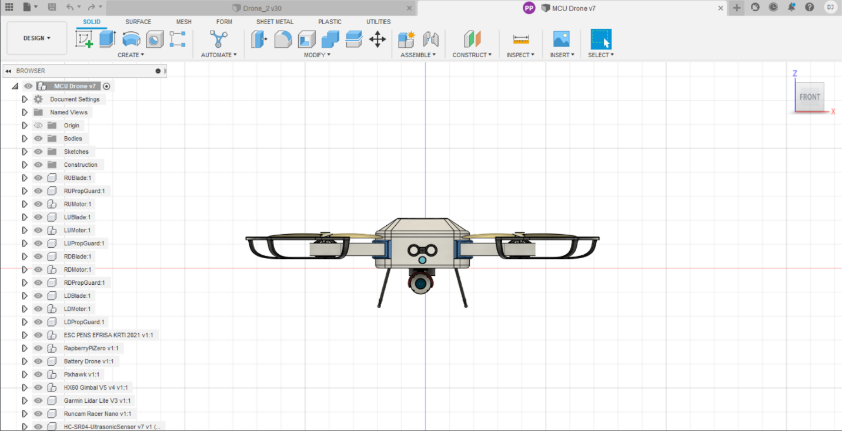 Drone_2 v30
PP
MCU Drone v7
SOLID
SURFACE
MESH
FORM
SHEET METAL
PLASTIC
UTILITIES
DESIGN
CREATE
AUTOMATE
MODIFY
ASSEMBLE
CONSTRUCT
INSPECT
INSERT
SELECT
BROWSER
MCU Drone v7
Document Settings
Named Views
Origin
Bodies
Sketches
Construction
RUBlade:1
RUPropGuard:1
RUMotor:1
LUBlade:1
LUMotor:1
LUPropGuard:1
RDBlade:1
RDMotor:1
RDPropGuard:1
LDBlade:1
LDMotor:1
LDPropGuard:1
ESC PENS EFRISA KRTI 2021 v1:1
RapberryPiZero v1:1
Battery Drone v1:1
Pixhawk v1:1
HX80 Gimbal V5 v4 v1:1
Garmin Lidar Lite V3 v1:1
Runcam Racer Nano v1:1
HC-SR04-UltrasonicSensor v7 v1 (...
Z
FRONT
X